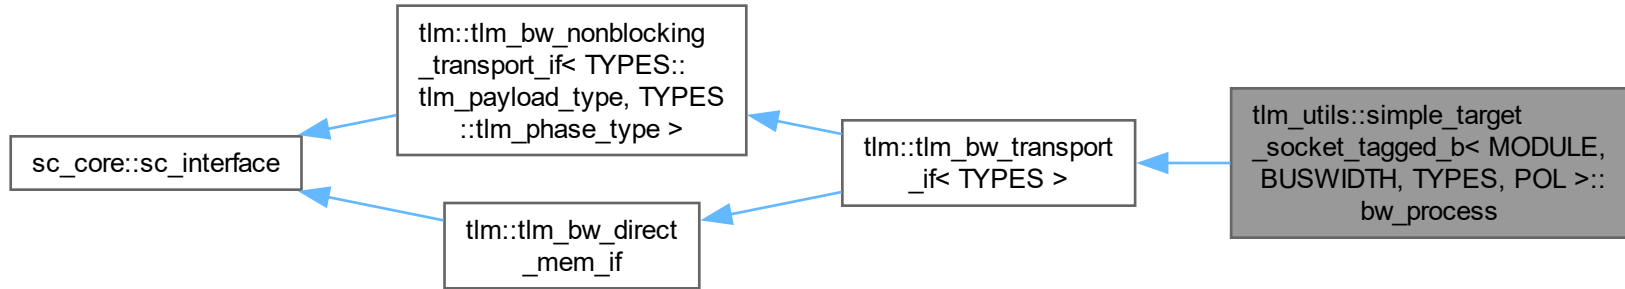 sc_core::sc_interface
tlm::tlm_bw_nonblocking
_transport_if< TYPES::
tlm_payload_type, TYPES
::tlm_phase_type >
tlm::tlm_bw_direct
_mem_if
tlm::tlm_bw_transport
_if< TYPES >
tlm_utils::simple_target
_socket_tagged_b< MODULE,
BUSWIDTH, TYPES, POL >::
bw_process